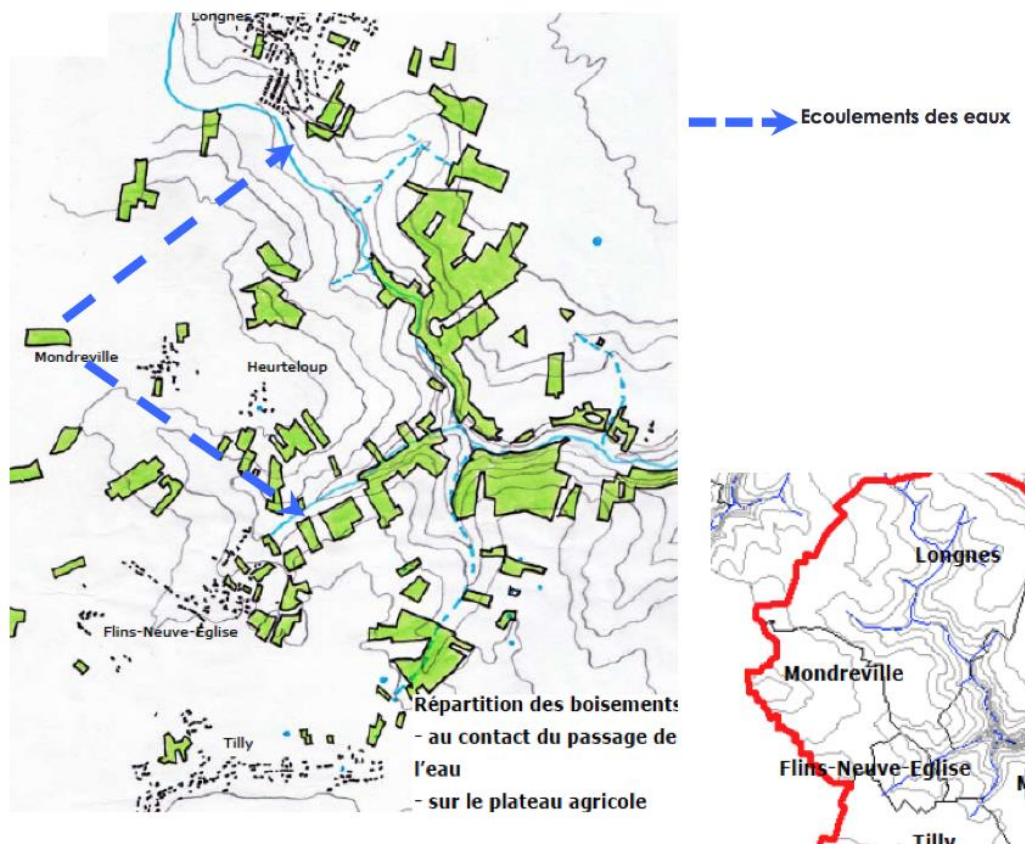 Longnes
Ecoulements des eaux
Mondreville
Heurteloup
Flins-Neuve-Eglise
Tilly
Répartition des boisements
- au contact du passage de
l'eau
- sur le plateau agricole
Longnes
Mondreville
Flins-Neuve-Eglise
M
Tilly